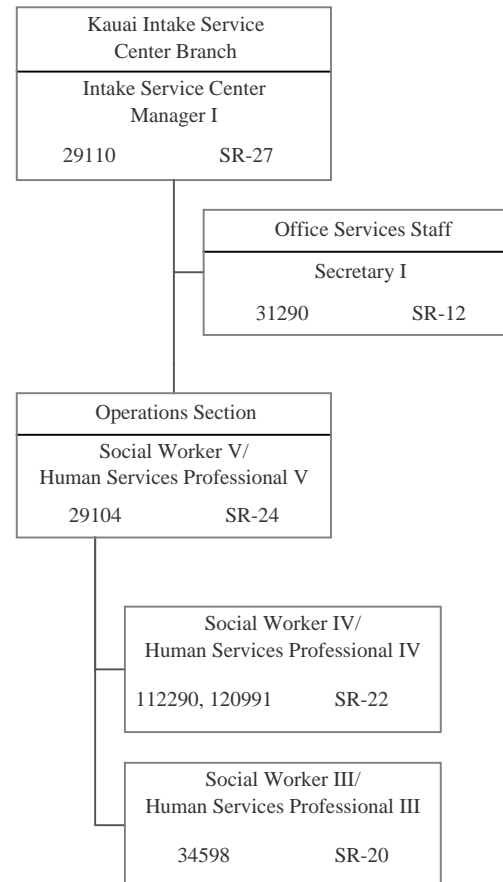 Kauai Intake Service
Center Branch
Intake Service Center
Manager I
29110 SR-27
Office Services Staff
Secretary I
31290 SR-12
Operations Section
Social Worker V/
Human Services Professional V
29104 SR-24
Social Worker IV/
Human Services Professional IV
112290, 120991 SR-22
Social Worker III/
Human Services Professional III
34598 SR-20